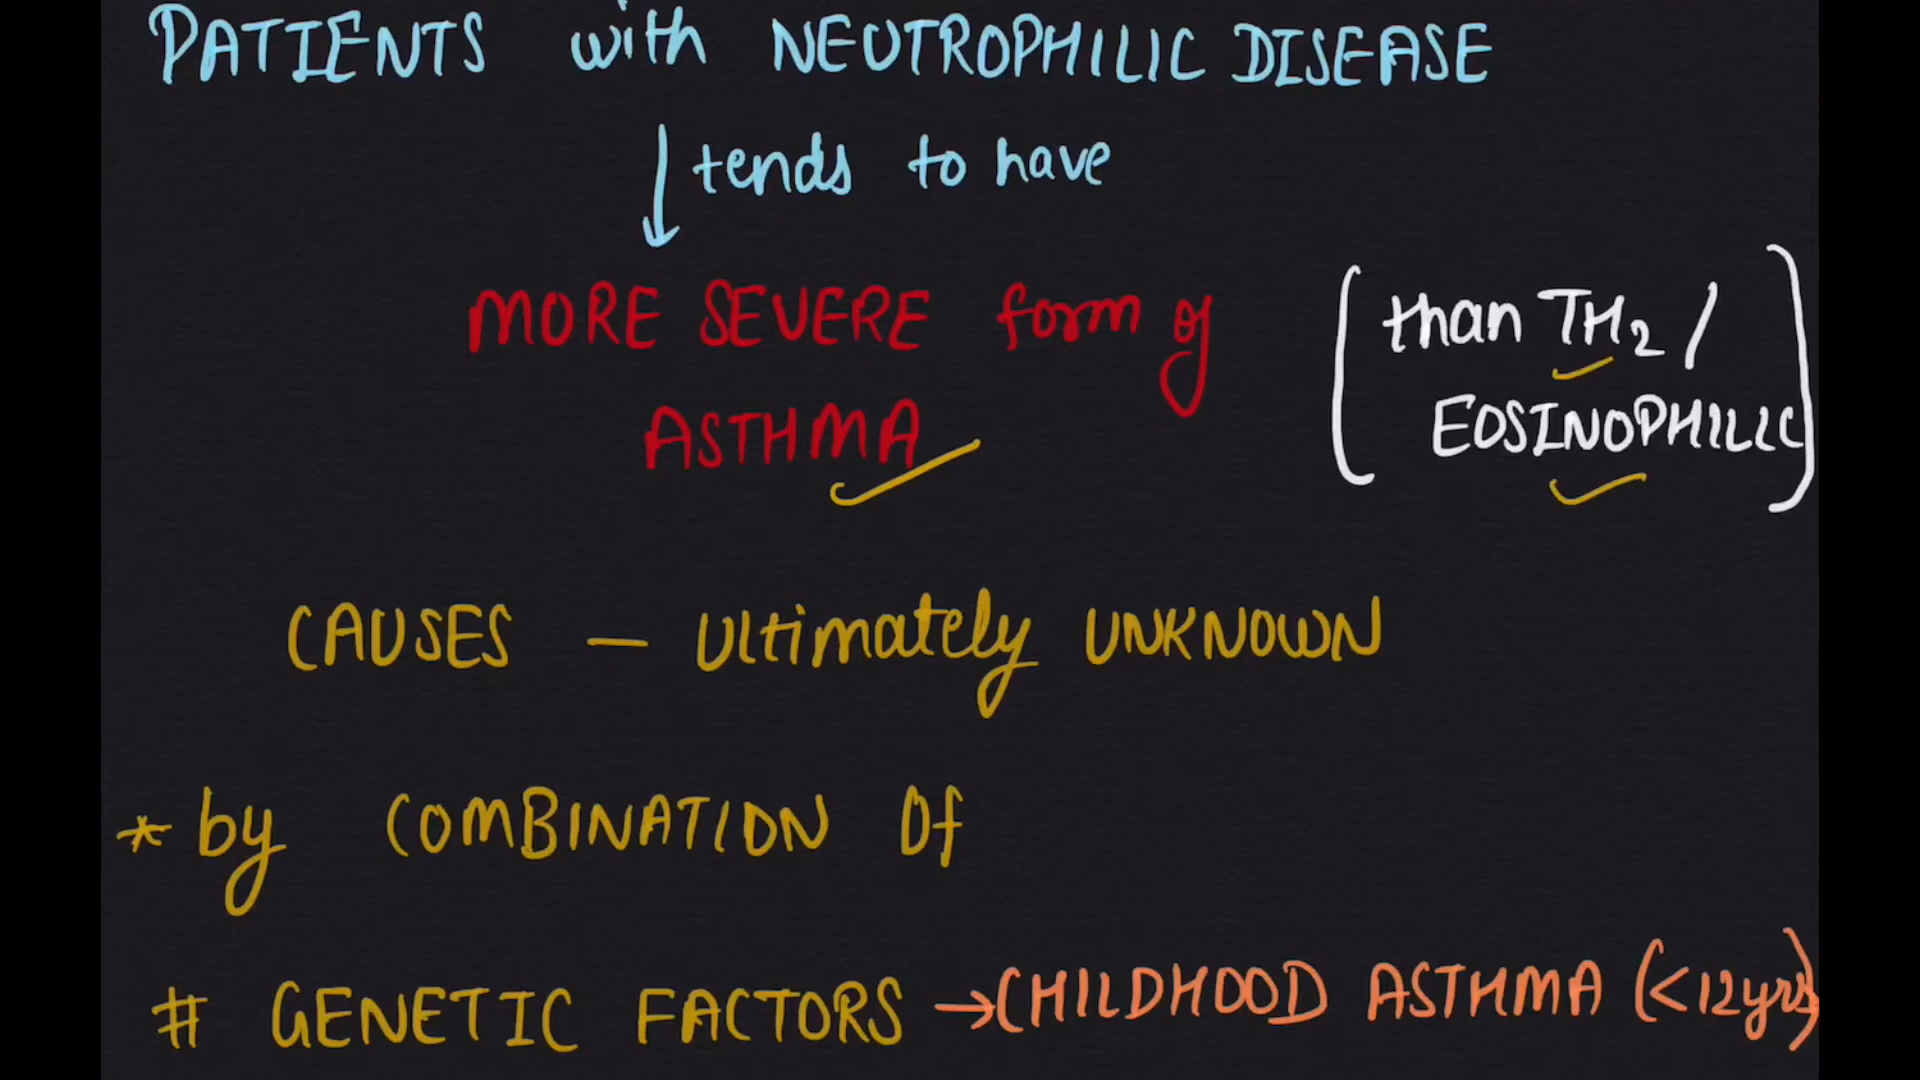 PATIENTS with NEUTROPHILIC DISEASE
tends to have
MORE SEVERE form of
ASTHMA
(than TH2 /
EOSINOPHILIC)
CAUSES - Ultimately UNKNOWN
* by COMBINATION Of
# GENETIC FACTORS → CHILDHOOD ASTHMA (<12yrs)